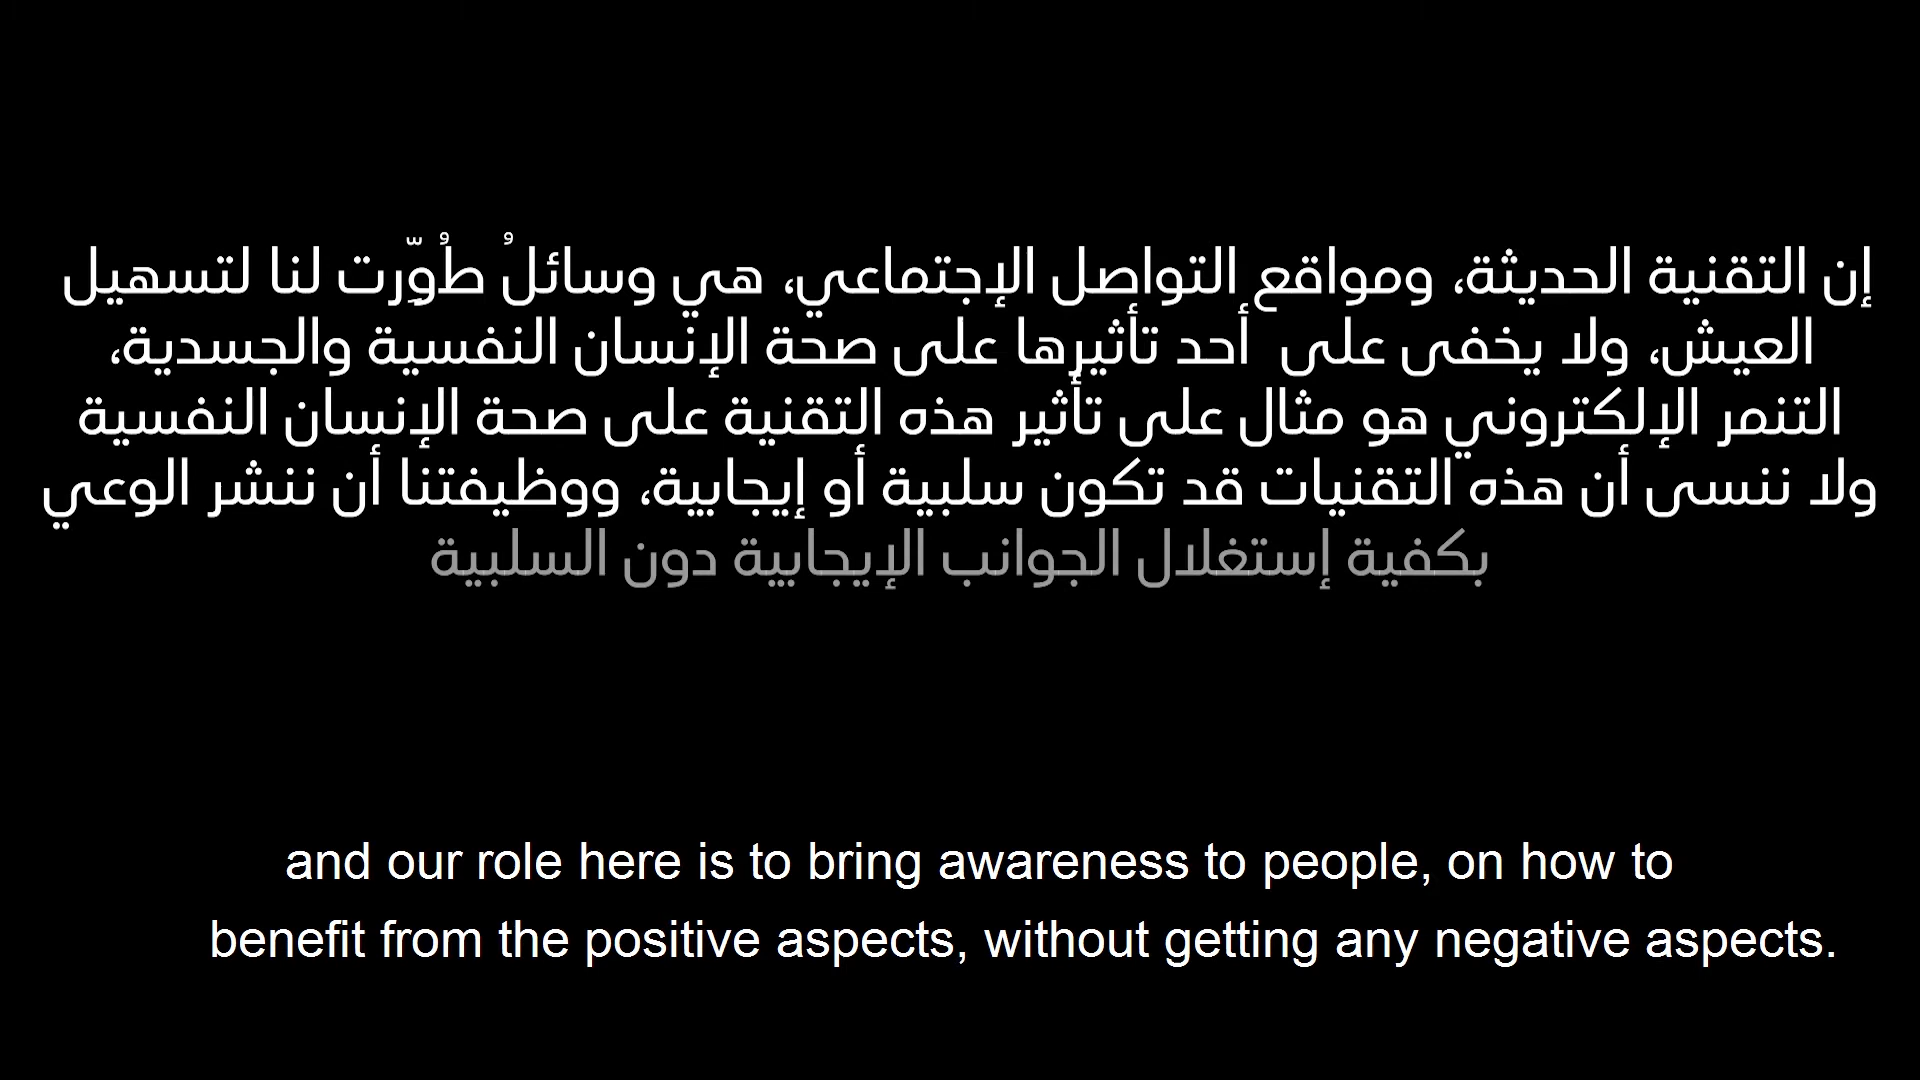 إن التقنية الحديثة، ومواقع التواصل الإجتماعي، هي وسائلُ طُوِّرت لنا لتسهيل
العيش، ولا يخفى على أحد تأثيرها على صحة الإنسان النفسية والجسدية،
التنمر الإلكتروني هو مثال على تأثير هذه التقنية على صحة الإنسان النفسية
ولا ننسى أن هذه التقنيات قد تكون سلبية أو إيجابية، ووظيفتنا أن ننشر الوعي
بكفية إستغلال الجوانب الإيجابية دون السلبية
and our role here is to bring awareness to people, on how to
benefit from the positive aspects, without getting any negative aspects.